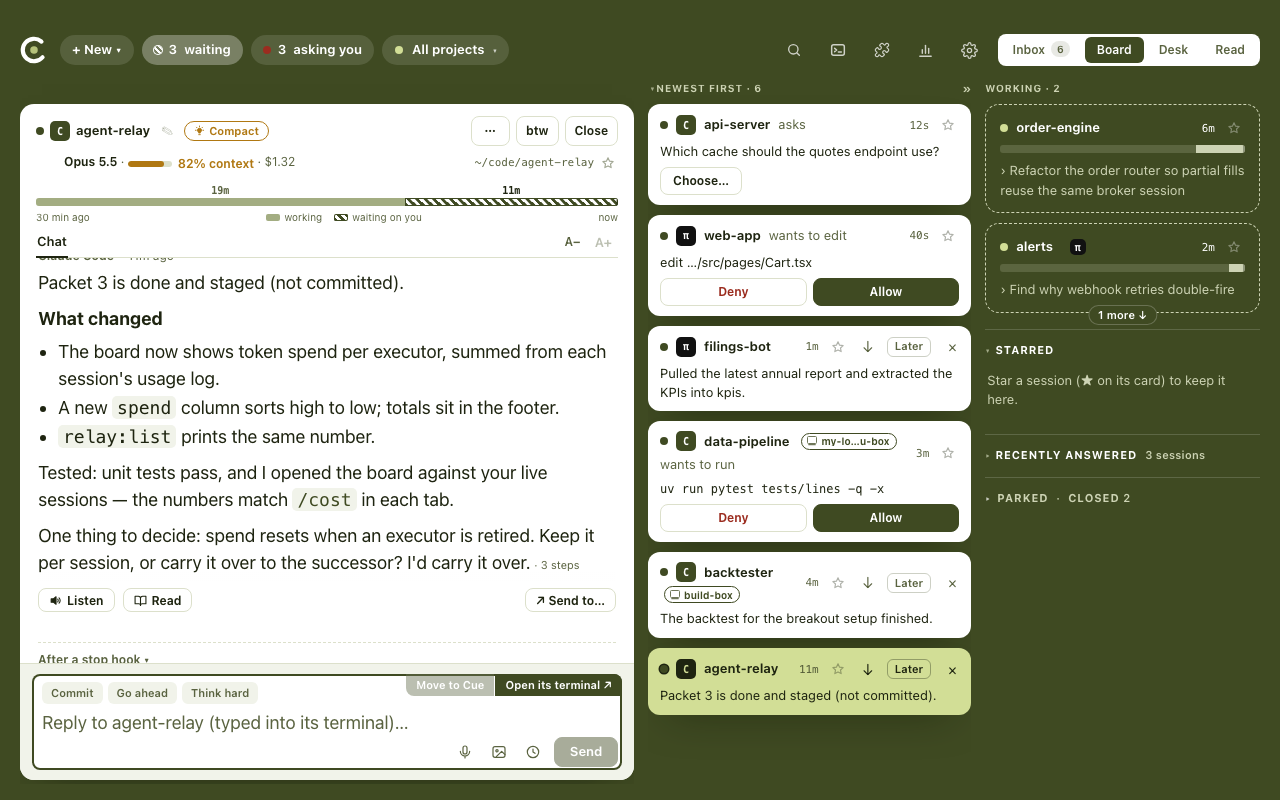 + New ▾
3 waiting
3 asking you
All projects ▾
Inbox 6
Board
Desk
Read
C agent-relay
Compact
···
btw
Close
Opus 5.5 · 82% context · $1.32
~/code/agent-relay
19m
11m
30 min ago
working
waiting on you
now
Chat
A−
A+
Packet 3 is done and staged (not committed).
What changed
• The board now shows token spend per executor, summed from each
session's usage log.
• A new spend column sorts high to low; totals sit in the footer.
• relay:list prints the same number.
Tested: unit tests pass, and I opened the board against your live
sessions — the numbers match /cost in each tab.
One thing to decide: spend resets when an executor is retired. Keep it
per session, or carry it over to the successor? I'd carry it over. · 3 steps
Listen
Read
↗ Send to...
After a stop hook ▾
Commit
Go ahead
Think hard
Move to Cue
Open its terminal ↗
Reply to agent-relay (typed into its terminal)...
Send
NEWEST FIRST · 6
»
C api-server asks 12s
Which cache should the quotes endpoint use?
Choose...
π web-app wants to edit 40s
edit …/src/pages/Cart.tsx
Deny
Allow
π filings-bot 1m ↓ Later ×
Pulled the latest annual report and extracted the
KPIs into kpis.
C data-pipeline my-lo…u-box 3m
wants to run
uv run pytest tests/lines −q −x
Deny
Allow
C backtester 4m ↓ Later ×
build-box
The backtest for the breakout setup finished.
C agent-relay 11m ↓ Later ×
Packet 3 is done and staged (not committed).
WORKING · 2
order-engine 6m
› Refactor the order router so partial fills
reuse the same broker session
alerts π 2m
› Find why webhook retries double-fire
1 more ↓
STARRED
Star a session (★ on its card) to keep it
here.
RECENTLY ANSWERED 3 sessions
▸ PARKED · CLOSED 2